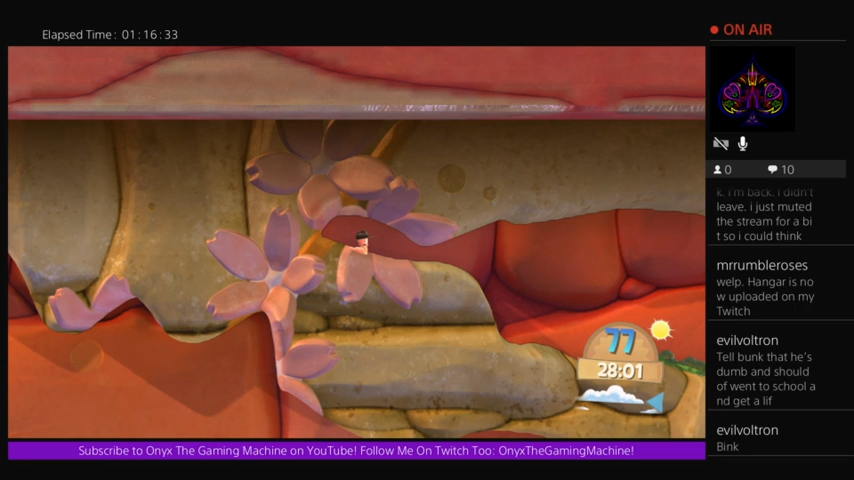 Elapsed Time: 01:16:33
ON AIR
0
10
k. i'm back. i didn't
leave. i just muted
the stream for a bi
t so i could think
mrrumbleroses
welp. Hangar is no
w uploaded on my
Twitch
evilvoltron
Tell bunk that he's
dumb and should
of went to school a
nd get a lif
evilvoltron
Bink
77
28:01
Subscribe to Onyx The Gaming Machine on YouTube! Follow Me On Twitch Too: OnyxTheGamingMachine!